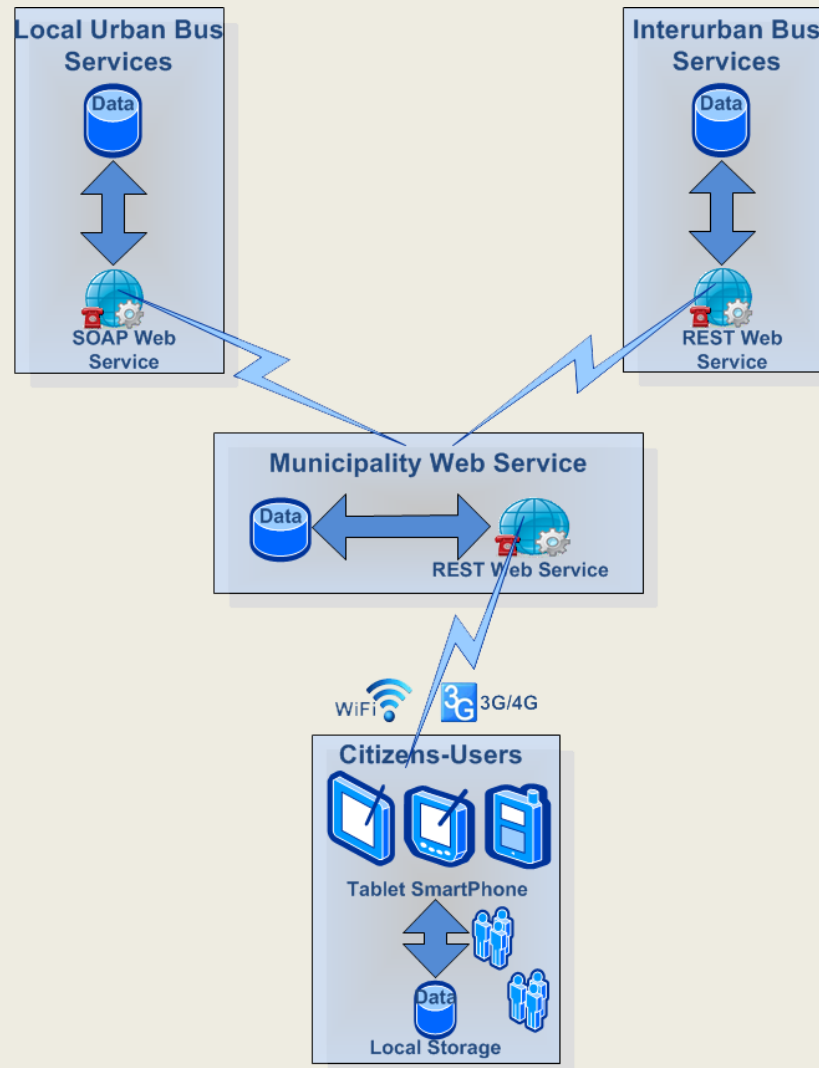 Local Urban Bus
Services
Data
SOAP Web
Service
Interurban Bus
Services
Data
REST Web
Service
Municipality Web Service
Data
REST Web Service
WiFi
3G
3G/4G
Citizens-Users
Tablet SmartPhone
Data
Local Storage